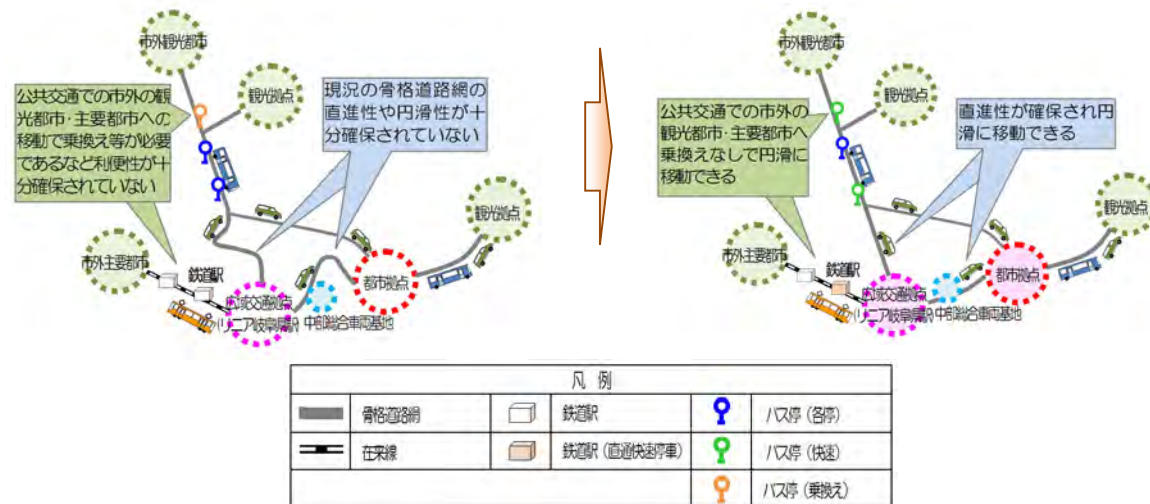 市外観光都市
観光拠点
公共交通での市外の観
光都市・主要都市への
移動で乗換え等が必要
であるなど利便性が十
分確保されていない
現況の骨格道路網の
直進性や円滑性が十
分確保されていない
観光拠点
市外主要都市
鉄道駅
都市拠点
広域交通拠点
リニア岐阜県駅
中部総合車両基地
市外観光都市
観光拠点
公共交通での市外の
観光都市・主要都市へ
乗換えなしで円滑に
移動できる
直進性が確保され円
滑に移動できる
観光拠点
市外主要都市
鉄道駅
都市拠点
広域交通拠点
リニア岐阜県駅
中部総合車両基地
凡 例
骨格道路網
鉄道駅
バス停（各停）
在来線
鉄道駅（直通快速停車）
バス停（快速）
バス停（乗換え）